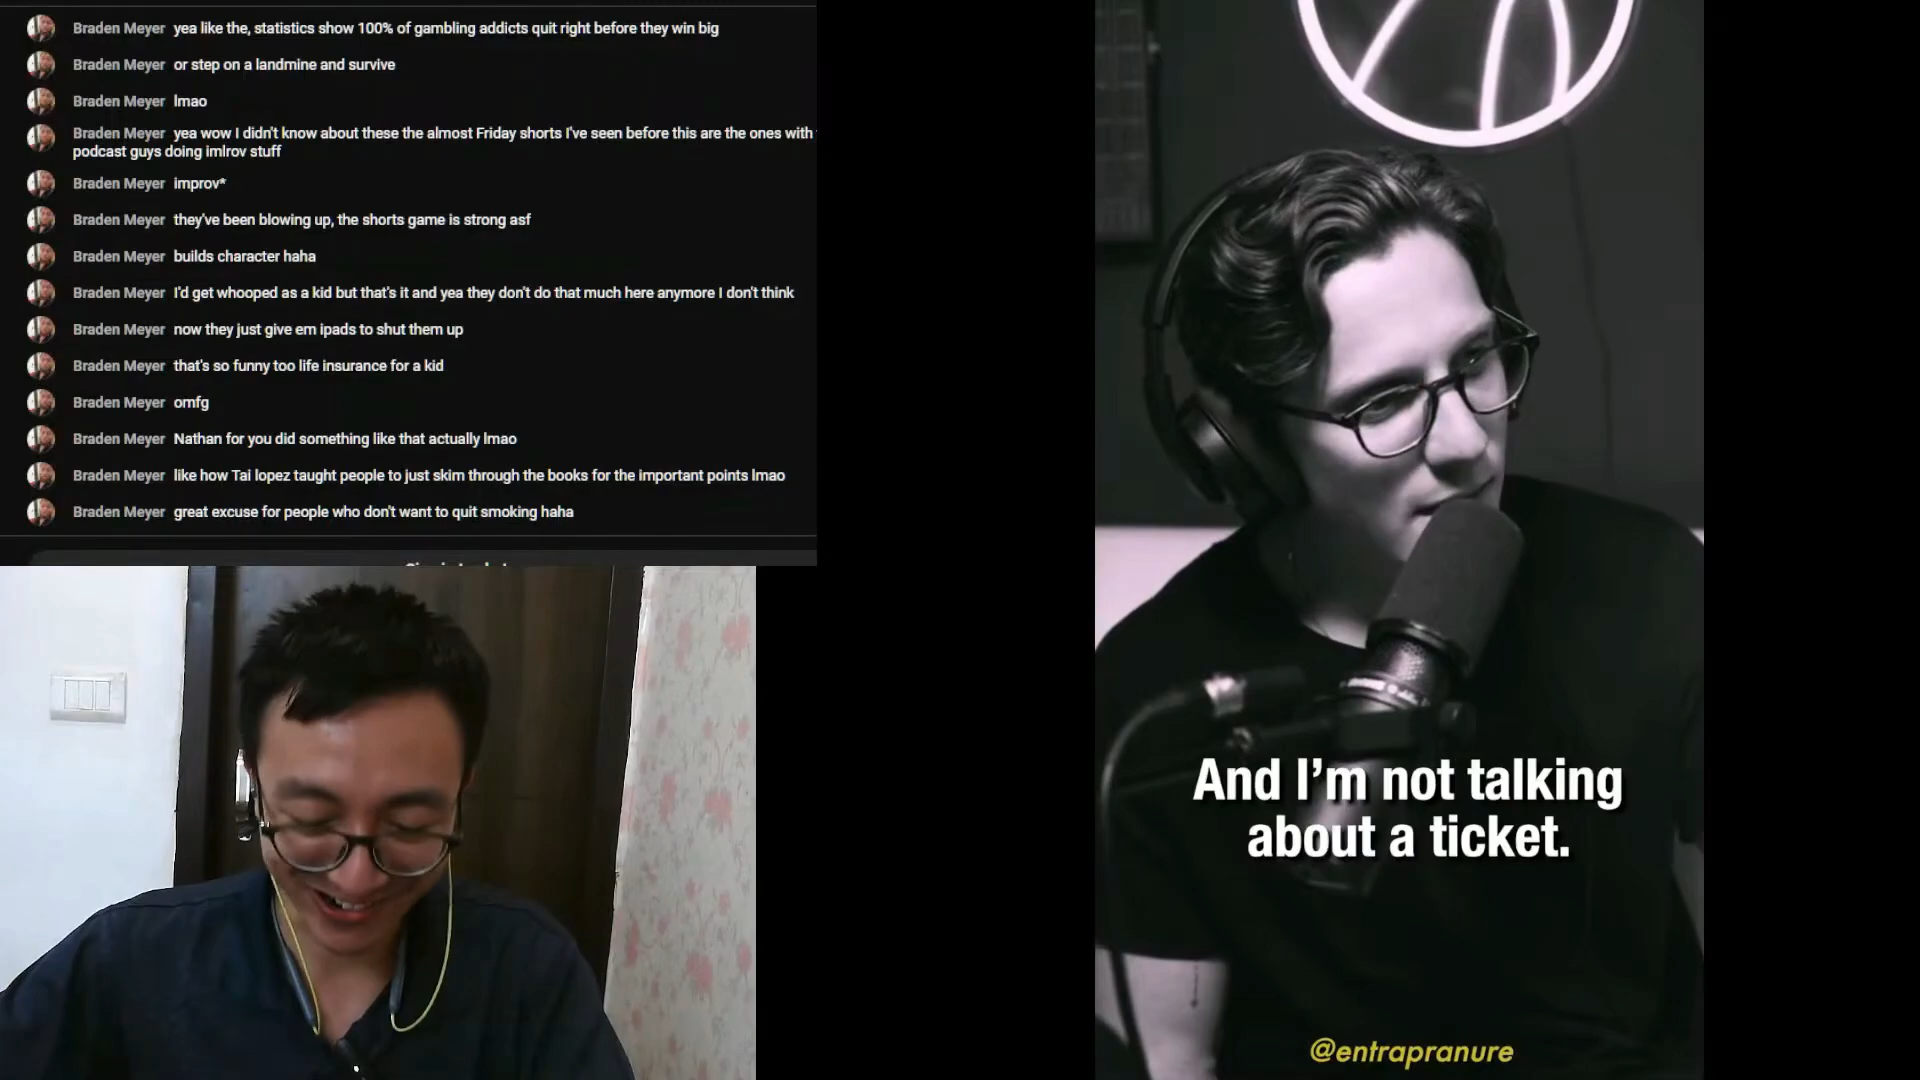 Braden Meyer yea like the, statistics show 100% of gambling addicts quit right before they win big
Braden Meyer or step on a landmine and survive
Braden Meyer lmao
Braden Meyer yea wow I didn't know about these the almost Friday shorts I've seen before this are the ones with
podcast guys doing imlrov stuff
Braden Meyer improv*
Braden Meyer they've been blowing up, the shorts game is strong asf
Braden Meyer builds character haha
Braden Meyer I'd get whooped as a kid but that's it and yea they don't do that much here anymore I don't think
Braden Meyer now they just give em ipads to shut them up
Braden Meyer that's so funny too life insurance for a kid
Braden Meyer omfg
Braden Meyer Nathan for you did something like that actually lmao
Braden Meyer like how Tai lopez taught people to just skim through the books for the important points lmao
Braden Meyer great excuse for people who don't want to quit smoking haha
And I'm not talking
about a ticket.
@entrapranure